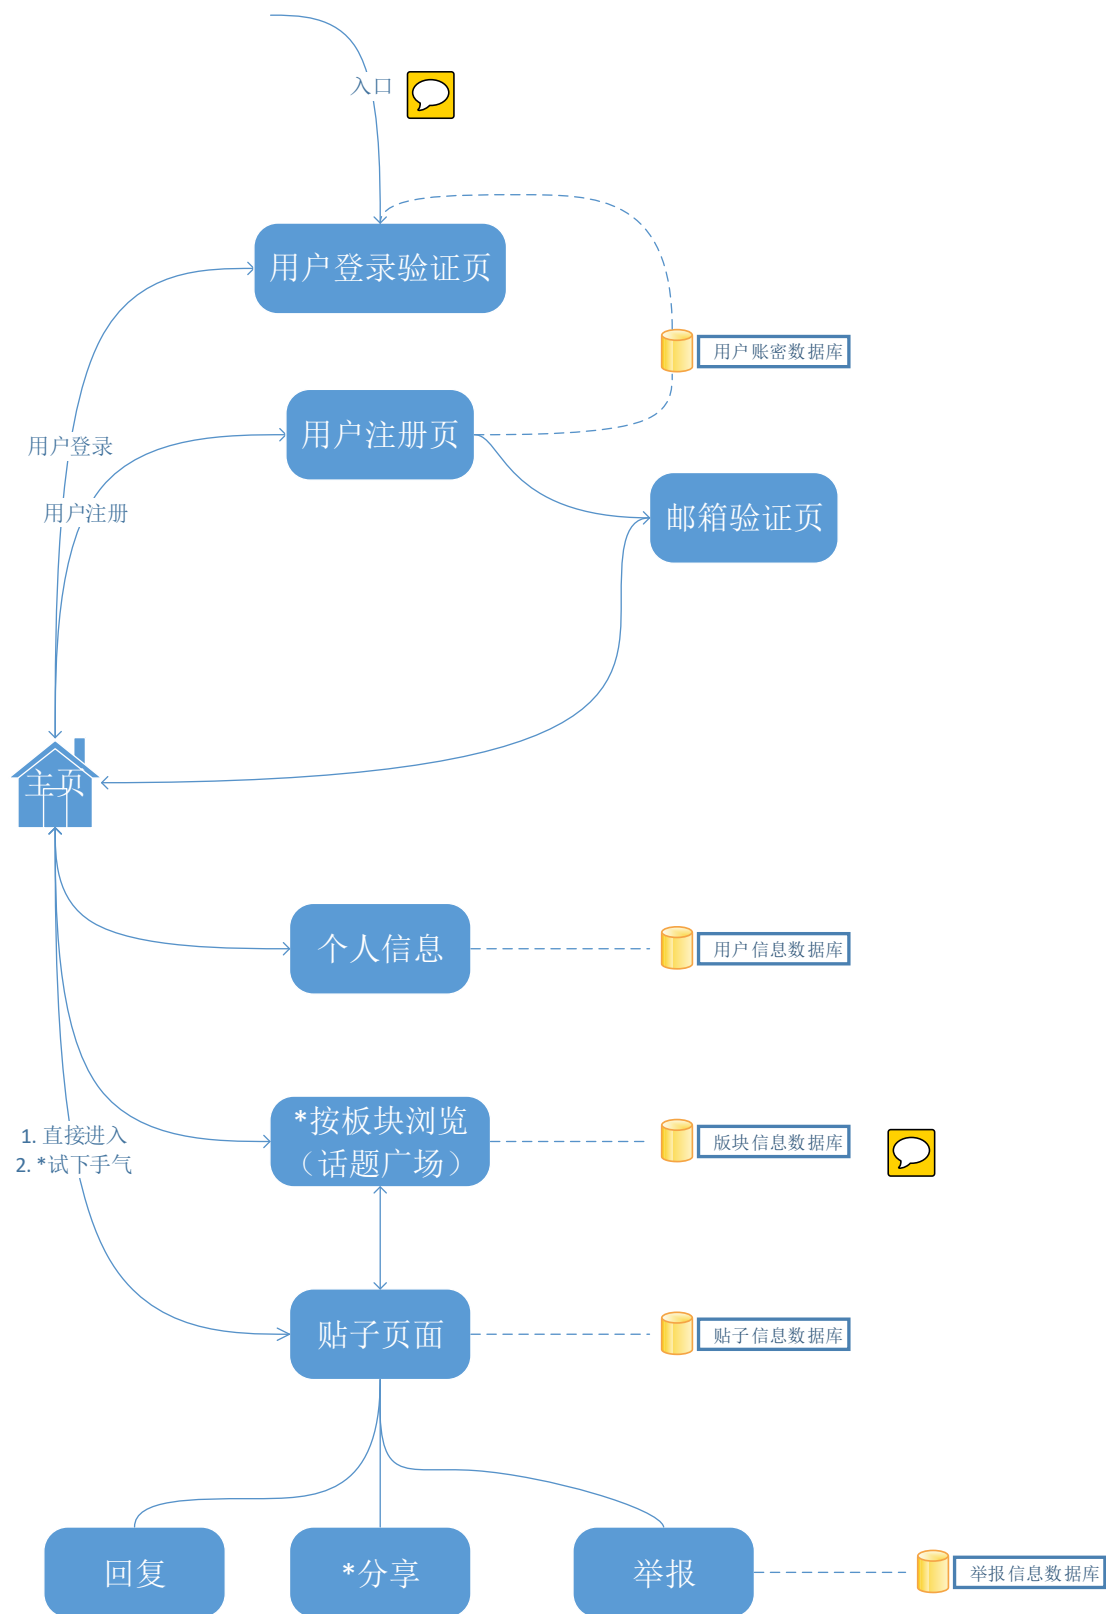 入口
用户登录验证页
用户账密数据库
用户注册页
用户登录
用户注册
邮箱验证页
主页
个人信息
用户信息数据库
*按板块浏览
（话题广场）
版块信息数据库
1. 直接进入
2. *试下手气
贴子页面
贴子信息数据库
回复
*分享
举报
举报信息数据库